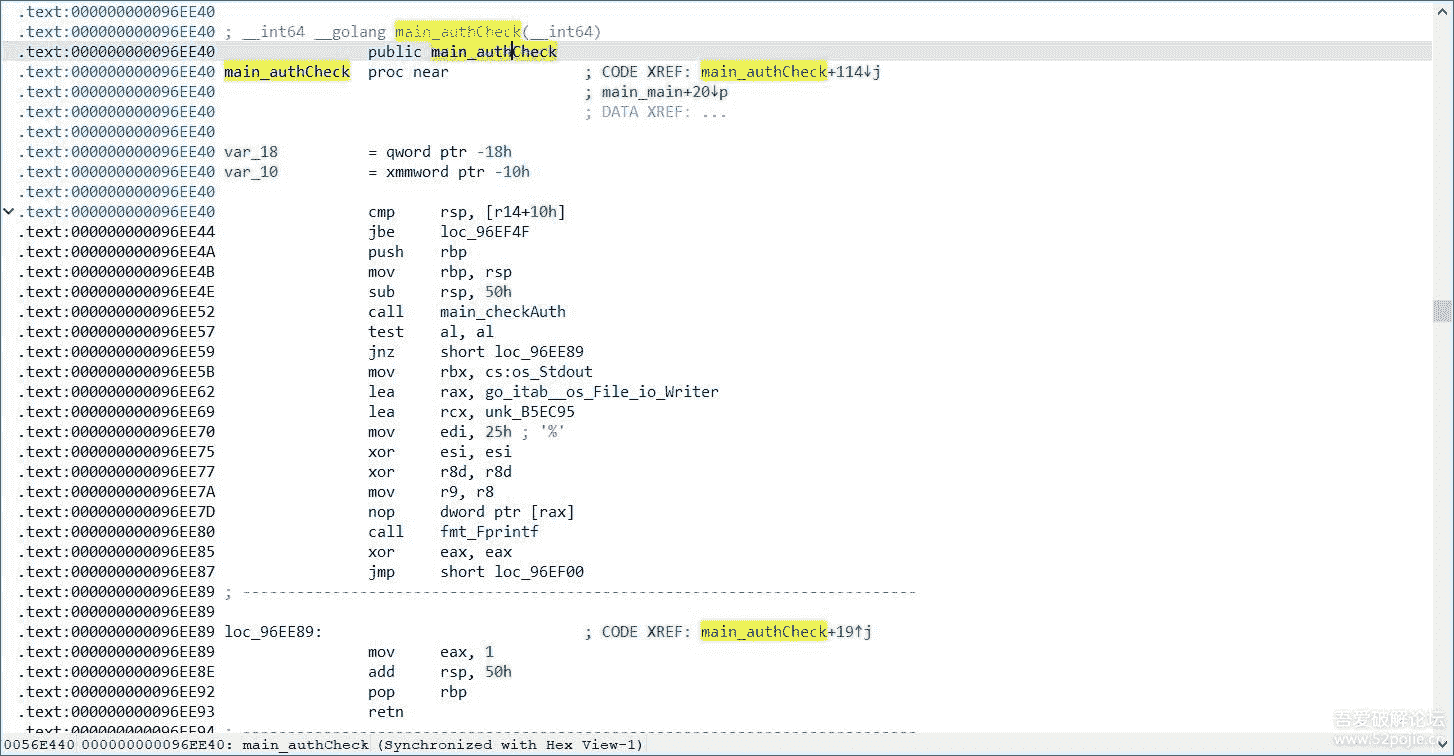 .text:000000000096EE40
.text:000000000096EE40 ; __int64 __golang main_authCheck(__int64)
.text:000000000096EE40 public main_authCheck
.text:000000000096EE40 main_authCheck proc near ; CODE XREF: main_authCheck+114↓j
.text:000000000096EE40 ; main_main+20↓p
.text:000000000096EE40 ; DATA XREF: ...
.text:000000000096EE40
.text:000000000096EE40 var_18 = qword ptr -18h
.text:000000000096EE40 var_10 = xmmword ptr -10h
.text:000000000096EE40
.text:000000000096EE40 cmp rsp, [r14+10h]
.text:000000000096EE44 jbe loc_96EF4F
.text:000000000096EE4A push rbp
.text:000000000096EE4B mov rbp, rsp
.text:000000000096EE4E sub rsp, 50h
.text:000000000096EE52 call main_checkAuth
.text:000000000096EE57 test al, al
.text:000000000096EE59 jnz short loc_96EE89
.text:000000000096EE5B mov rbx, cs:os_Stdout
.text:000000000096EE62 lea rax, go_itab__os_File_io_Writer
.text:000000000096EE69 lea rcx, unk_B5EC95
.text:000000000096EE70 mov edi, 25h ; '%'
.text:000000000096EE75 xor esi, esi
.text:000000000096EE77 xor r8d, r8d
.text:000000000096EE7A mov r9, r8
.text:000000000096EE7D nop dword ptr [rax]
.text:000000000096EE80 call fmt_Fprintf
.text:000000000096EE85 xor eax, eax
.text:000000000096EE87 jmp short loc_96EF00
.text:000000000096EE89 ; ---------------------------------------------------------------------------
.text:000000000096EE89
.text:000000000096EE89 loc_96EE89: ; CODE XREF: main_authCheck+19↑j
.text:000000000096EE89 mov eax, 1
.text:000000000096EE8E add rsp, 50h
.text:000000000096EE92 pop rbp
.text:000000000096EE93 retn
.text:000000000096EE94 ; ---------------------------------------------------------------------------
吾爱破解论坛
www.52pojie.cn
0056E440 000000000096EE40: main_authCheck (Synchronized with Hex View-1)